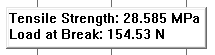 Tensile Strength: 28.585 MPa
Load at Break: 154.53 N